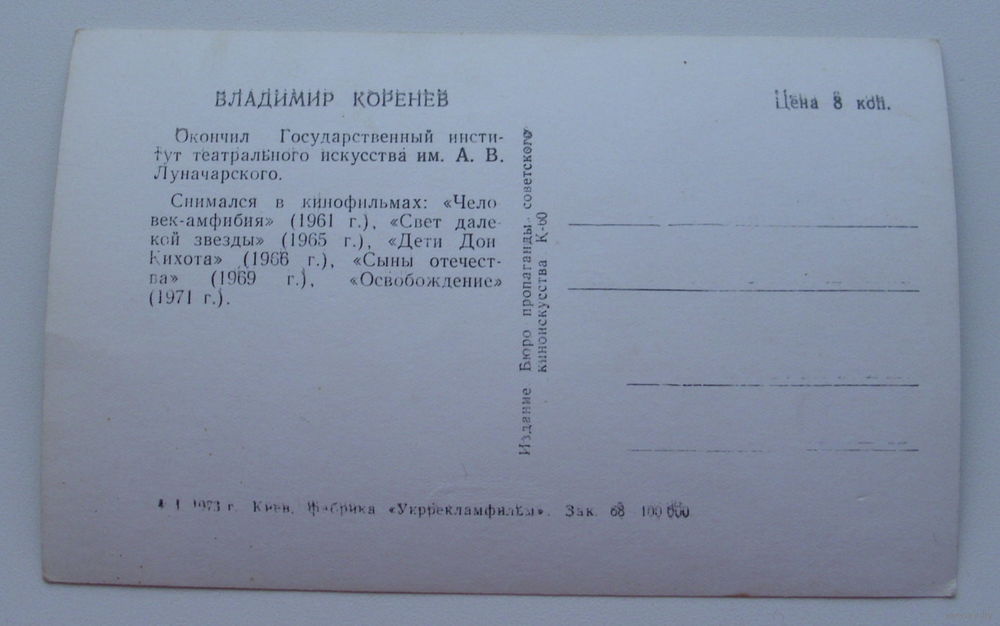 ВЛАДИМИР КОРЕНЕВ
Цена 8 коп.
Окончил Государственный инсти-
тут театрального искусства им. А. В.
Луначарского.
Снимался в кинофильмах: «Чело
век-амфибия» (1961 г.), «Свет дале-
кой звезды» (1965 г.), «Дети Дон
Кихота» (1966 г.), «Сыны отечест-
ва» (1969 г.), «Освобождение»
(1971 г.).
Издание Бюро пропаганды советского
киноискусства К-60
1973 г. Киев. Фабрика «Укррекламфильм». Зак. 68 100 000